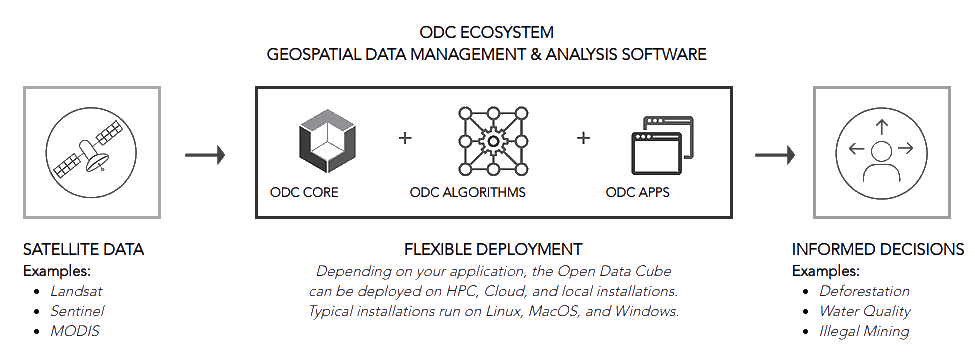 ODC ECOSYSTEM
GEOSPATIAL DATA MANAGEMENT & ANALYSIS SOFTWARE
+
+
ODC CORE
ODC ALGORITHMS
ODC APPS
SATELLITE DATA
Examples:
• Landsat
• Sentinel
• MODIS
FLEXIBLE DEPLOYMENT
Depending on your application, the Open Data Cube
can be deployed on HPC, Cloud, and local installations.
Typical installations run on Linux, MacOS, and Windows.
INFORMED DECISIONS
Examples:
• Deforestation
• Water Quality
• Illegal Mining